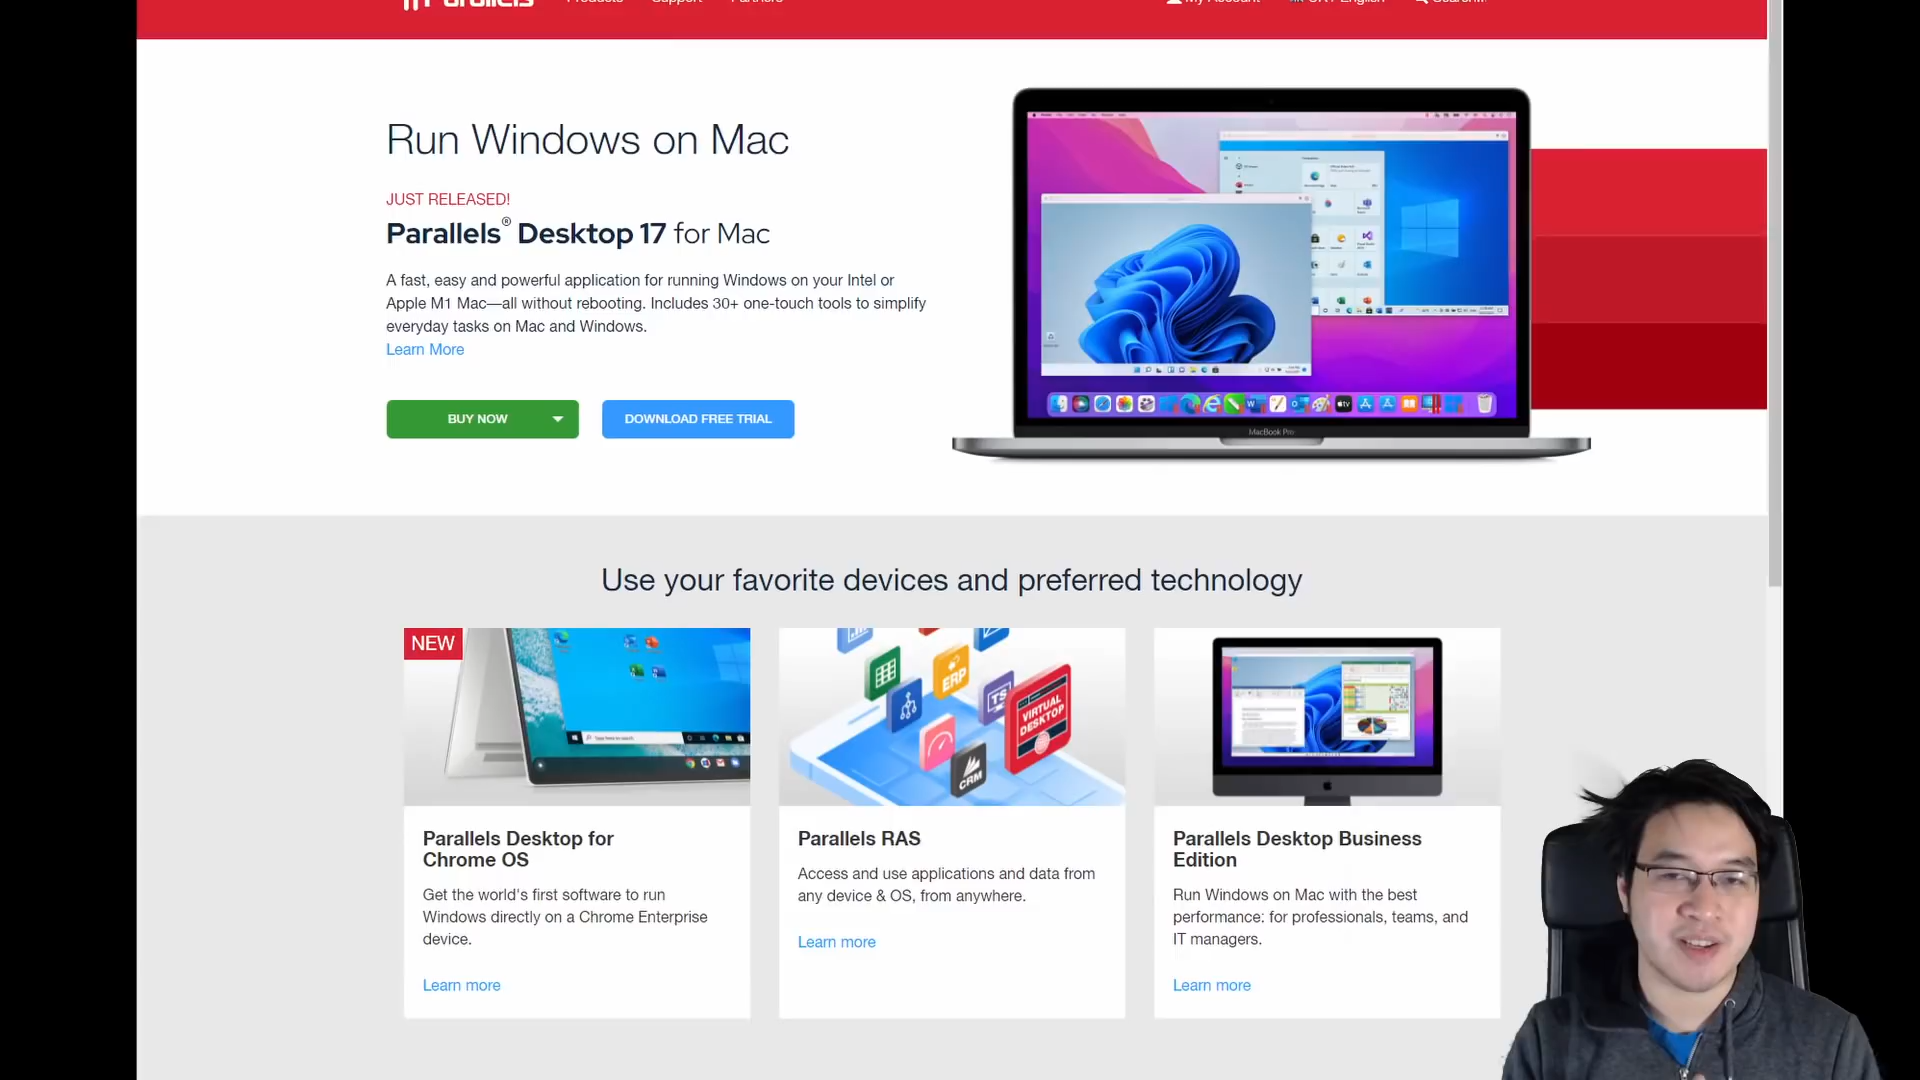 Parallels
Products Support Partners
My Account
Run Windows on Mac
JUST RELEASED!
Parallels® Desktop 17 for Mac
A fast, easy and powerful application for running Windows on your Intel or
Apple M1 Mac—all without rebooting. Includes 30+ one-touch tools to simplify
everyday tasks on Mac and Windows.
Learn More
BUY NOW
DOWNLOAD FREE TRIAL
MacBook Pro
Use your favorite devices and preferred technology
NEW
ERP
TS
VIRTUAL
DESKTOP
CRM
Parallels Desktop for
Chrome OS
Get the world's first software to run
Windows directly on a Chrome Enterprise
device.
Learn more
Parallels RAS
Access and use applications and data from
any device & OS, from anywhere.
Learn more
Parallels Desktop Business
Edition
Run Windows on Mac with the best
performance: for professionals, teams, and
IT managers.
Learn more